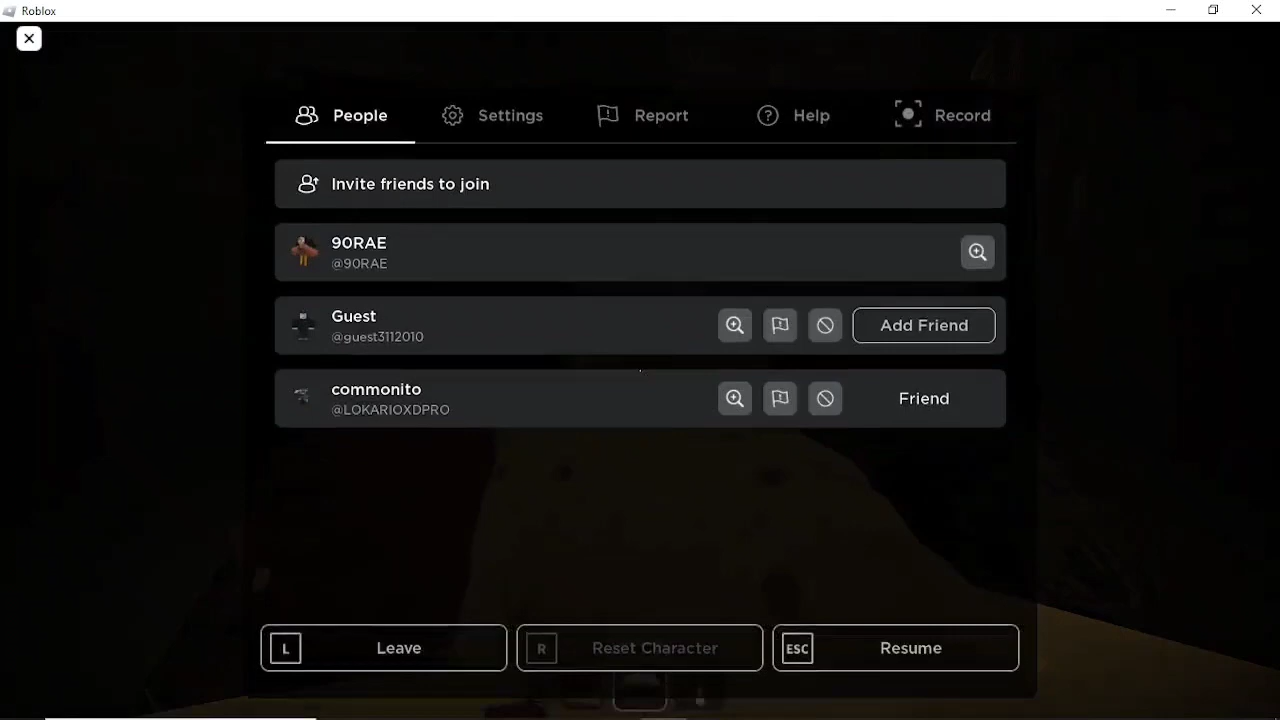 Roblox
People
Settings
Report
Help
Record
Invite friends to join
90RAE
@90RAE
Guest
@guest3112010
Add Friend
commonito
@LOKARIOXDPRO
Friend
L Leave
R Reset Character
ESC Resume